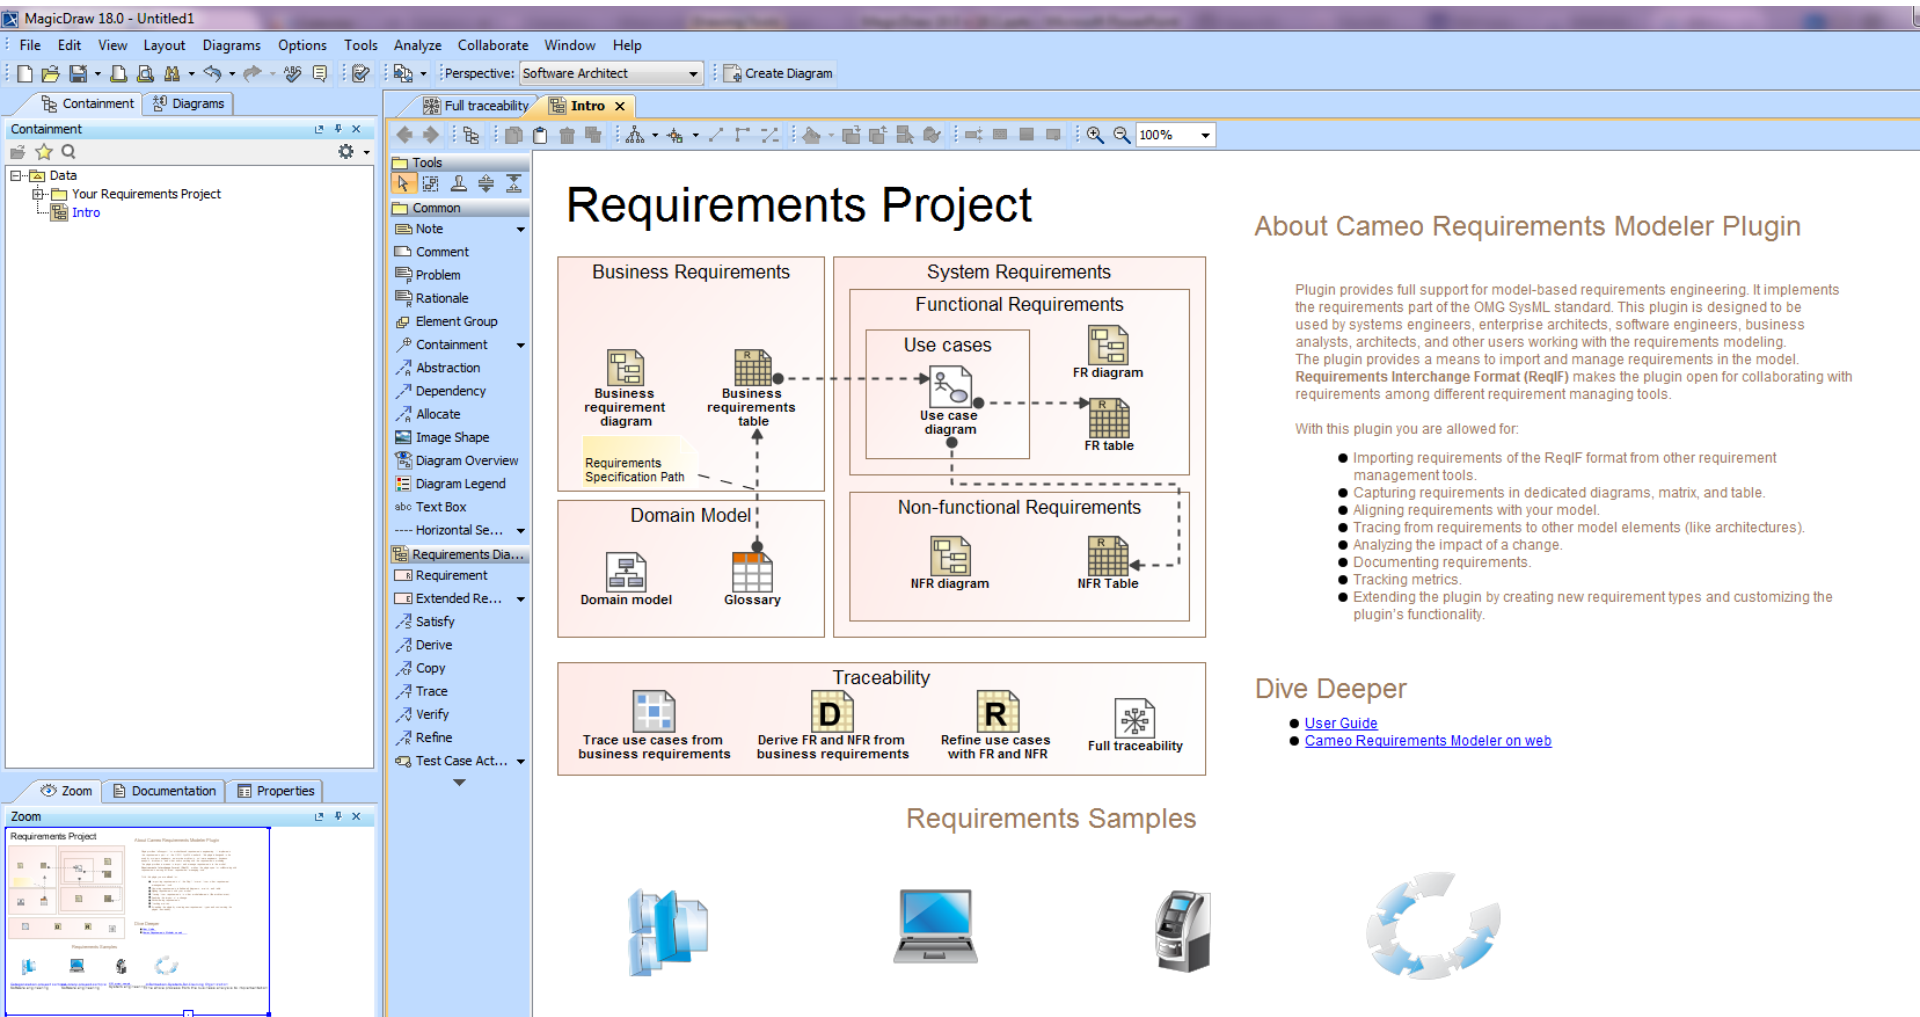 MagicDraw 18.0 - Untitled1
File Edit View Layout Diagrams Options Tools Analyze Collaborate Window Help
Perspective: Software Architect Create Diagram
Containment Diagrams
Full traceability Intro
Containment
100%
Data
Your Requirements Project
Intro
Tools
Common
Note
Comment
Problem
Rationale
Element Group
Containment
Abstraction
Dependency
Allocate
Image Shape
Diagram Overview
Diagram Legend
abc Text Box
Horizontal Se...
Requirements Dia...
Requirement
Extended Re...
Satisfy
Derive
Copy
Trace
Verify
Refine
Test Case Act...
Requirements Project
Business Requirements
Business
requirement
diagram
Business
requirements
table
Requirements
Specification Path
Domain Model
Domain model
Glossary
System Requirements
Functional Requirements
Use cases
Use case
diagram
FR diagram
FR table
Non-functional Requirements
NFR diagram
NFR Table
Traceability
Trace use cases from
business requirements
Derive FR and NFR from
business requirements
Refine use cases
with FR and NFR
Full traceability
Requirements Samples
About Cameo Requirements Modeler Plugin
Plugin provides full support for model-based requirements engineering. It implements
the requirements part of the OMG SysML standard. This plugin is designed to be
used by systems engineers, enterprise architects, software engineers, business
analysts, architects, and other users working with the requirements modeling.
The plugin provides a means to import and manage requirements in the model.
Requirements Interchange Format (ReqIF) makes the plugin open for collaborating with
requirements among different requirement managing tools.
With this plugin you are allowed for:
Importing requirements of the ReqIF format from other requirement
management tools.
Capturing requirements in dedicated diagrams, matrix, and table.
Aligning requirements with your model.
Tracing from requirements to other model elements (like architectures).
Analyzing the impact of a change.
Documenting requirements.
Tracking metrics.
Extending the plugin by creating new requirement types and customizing the
plugin's functionality.
Dive Deeper
User Guide
Cameo Requirements Modeler on web
Zoom Documentation Properties
Zoom
Requirements Project
About Cameo Requirements Modeler Plugin
Dive Deeper
Requirements Samples